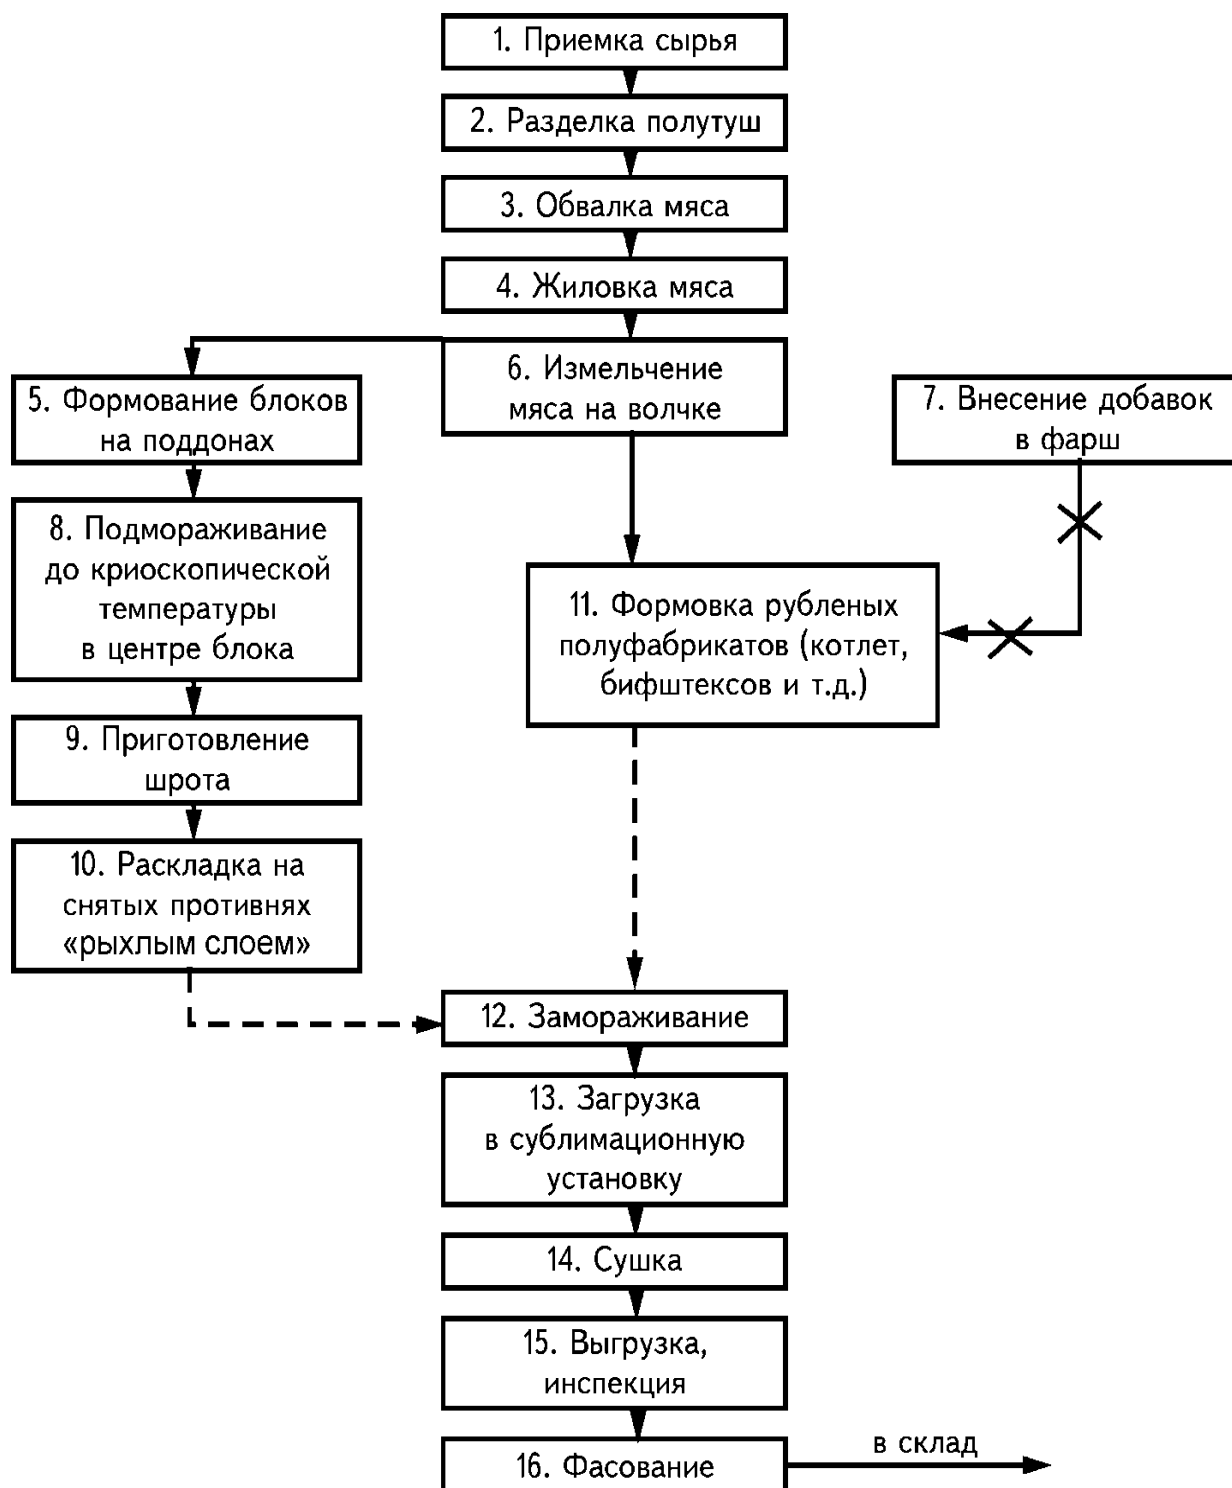 1. Приемка сырья
2. Разделка полутуш
3. Обвалка мяса
4. Жиловка мяса
5. Формование блоков
на поддонах
6. Измельчение
мяса на волчке
7. Внесение добавок
в фарш
8. Подмораживание
до криоскопической
температуры
в центре блока
9. Приготовление
шрота
10. Раскладка на
снятых противнях
«рыхлым слоем»
11. Формовка рубленых
полуфабрикатов (котлет,
бифштексов и т.д.)
12. Замораживание
13. Загрузка
в сублимационную
установку
14. Сушка
15. Выгрузка,
инспекция
16. Фасование
в склад